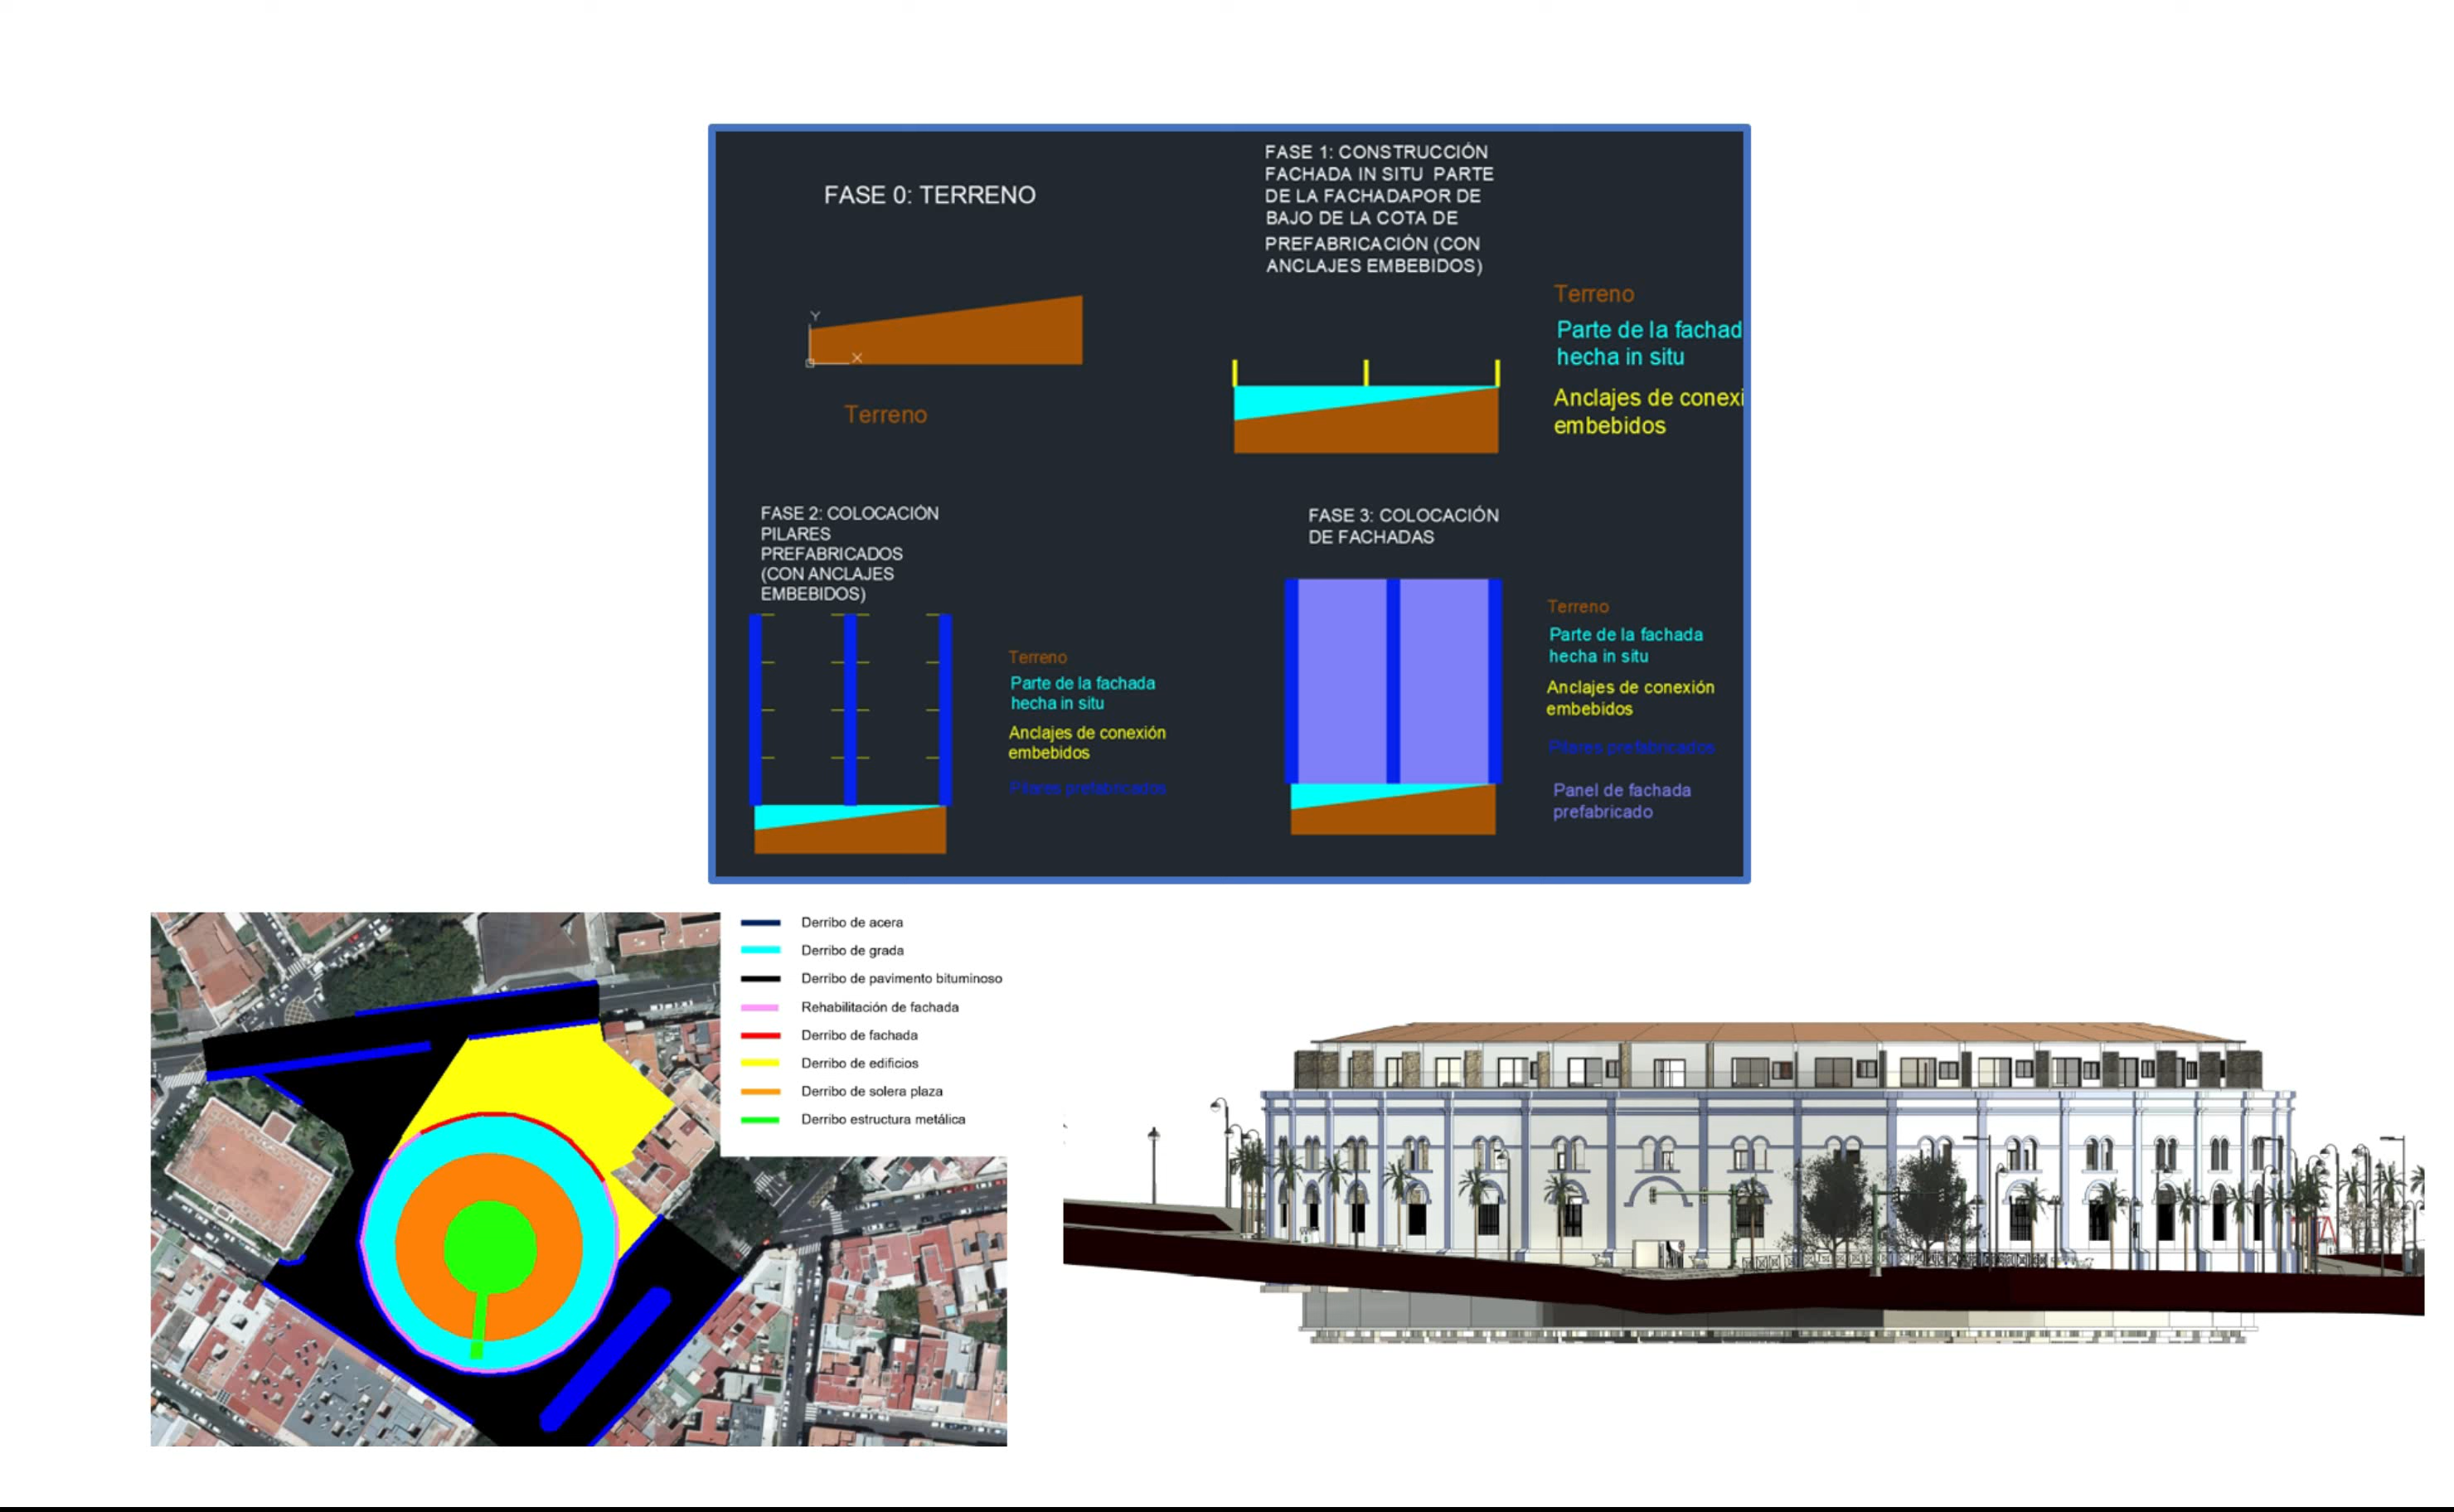 FASE 0: TERRENO
Y
X
Terreno
FASE 1: CONSTRUCCIÓN
FACHADA IN SITU PARTE
DE LA FACHADAPOR DE
BAJO DE LA COTA DE
PREFABRICACIÓN (CON
ANCLAJES EMBEBIDOS)
Terreno
Parte de la fachad
hecha in situ
Anclajes de conexi
embebidos
FASE 2: COLOCACIÓN
PILARES
PREFABRICADOS
(CON ANCLAJES
EMBEBIDOS)
Terreno
Parte de la fachada
hecha in situ
Anclajes de conexión
embebidos
Pilares prefabricados
FASE 3: COLOCACIÓN
DE FACHADAS
Terreno
Parte de la fachada
hecha in situ
Anclajes de conexión
embebidos
Pilares prefabricados
Panel de fachada
prefabricado
Derribo de acera
Derribo de grada
Derribo de pavimento bituminoso
Rehabilitación de fachada
Derribo de fachada
Derribo de edificios
Derribo de solera plaza
Derribo estructura metálica